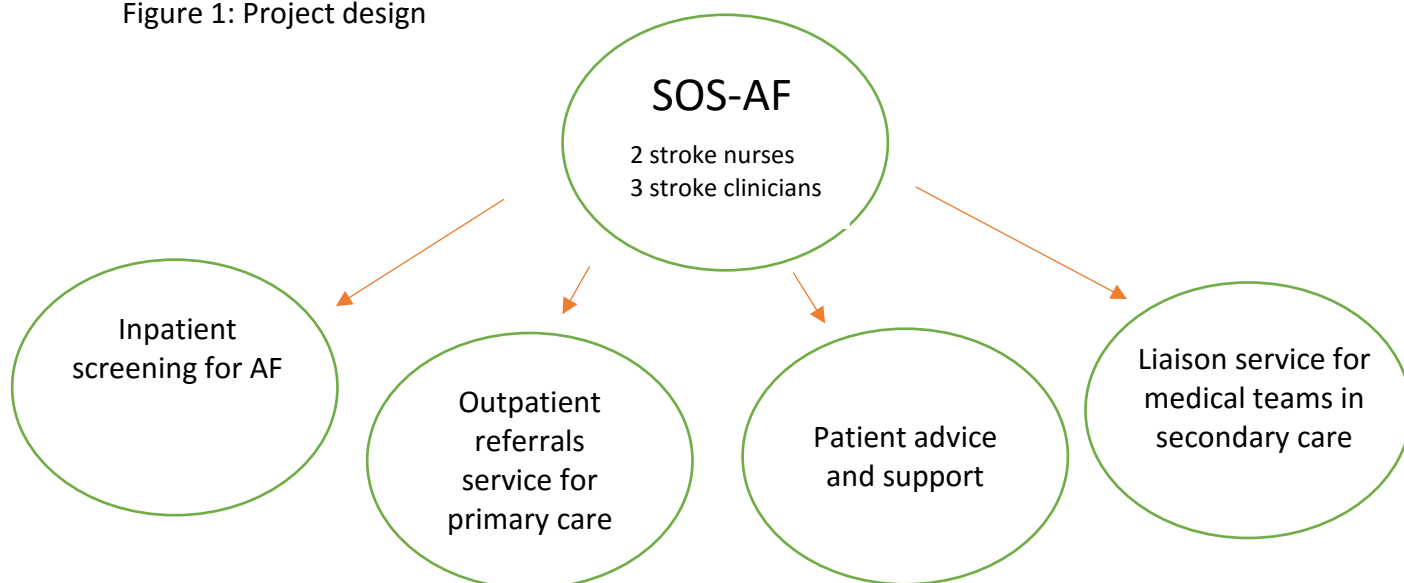 Figure 1: Project design
SOS-AF
2 stroke nurses
3 stroke clinicians
Inpatient
screening for AF
Outpatient
referrals
service for
primary care
Patient advice
and support
Liaison service for
medical teams in
secondary care